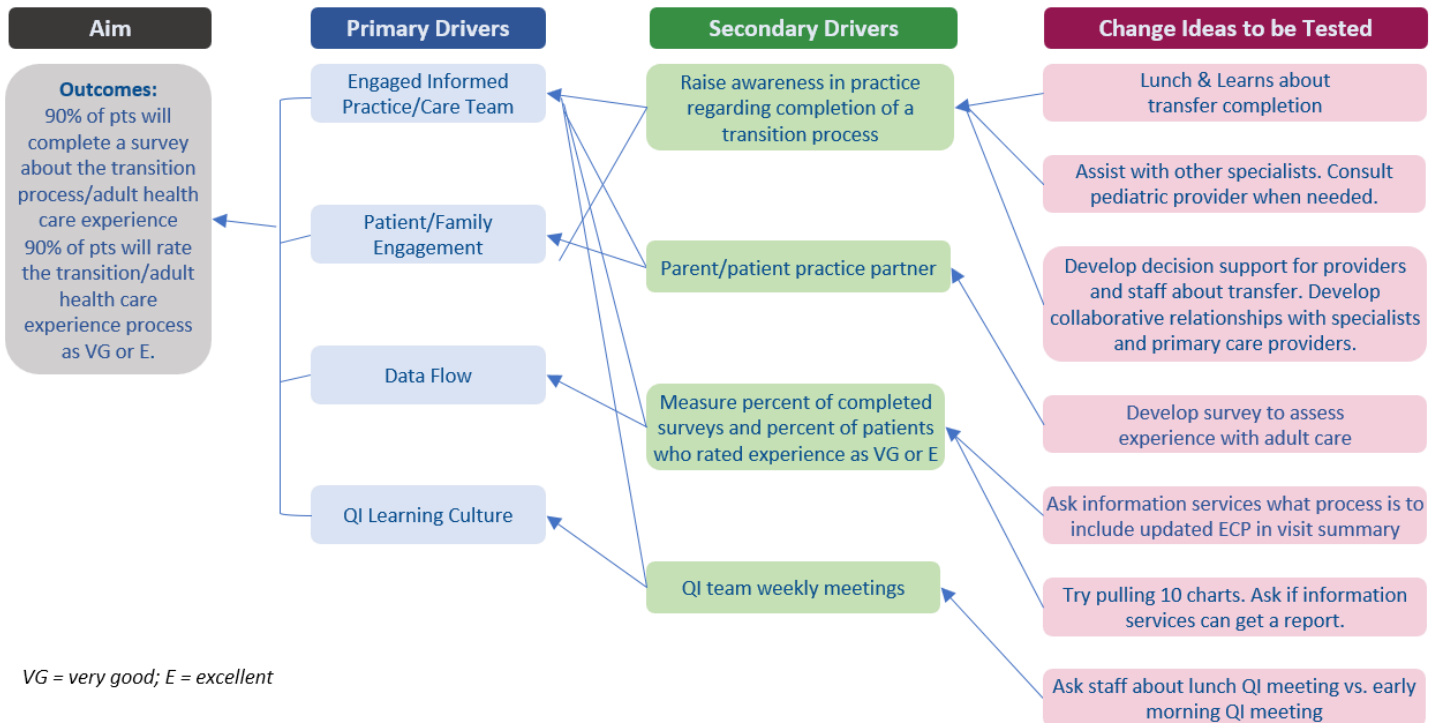 Aim
Primary Drivers
Secondary Drivers
Change Ideas to be Tested
Outcomes:
90% of pts will
complete a survey
about the transition
process/adult health
care experience
90% of pts will rate
the transition/adult
health care
experience process
as VG or E.
Engaged Informed
Practice/Care Team
Patient/Family
Engagement
Data Flow
QI Learning Culture
Raise awareness in practice
regarding completion of a
transition process
Parent/patient practice partner
Measure percent of completed
surveys and percent of patients
who rated experience as VG or E
QI team weekly meetings
Lunch & Learns about
transfer completion
Assist with other specialists. Consult
pediatric provider when needed.
Develop decision support for providers
and staff about transfer. Develop
collaborative relationships with specialists
and primary care providers.
Develop survey to assess
experience with adult care
Ask information services what process is to
include updated ECP in visit summary
Try pulling 10 charts. Ask if information
services can get a report.
Ask staff about lunch QI meeting vs. early
morning QI meeting
VG = very good; E = excellent